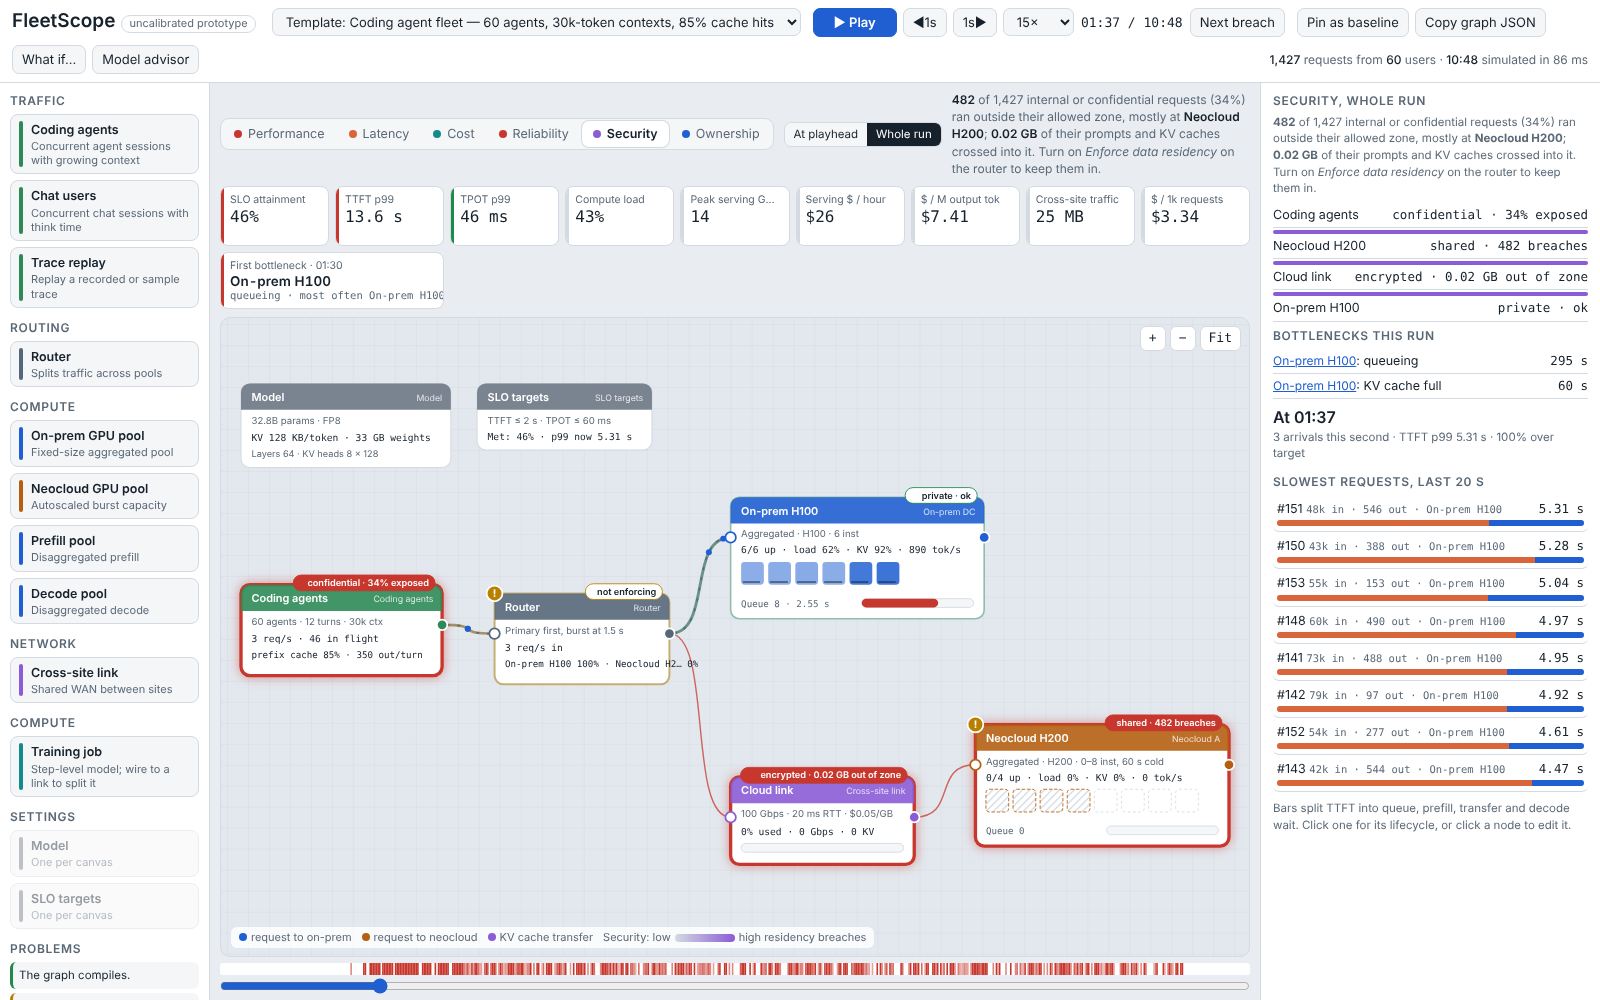 FleetScope
uncalibrated prototype
Template: Coding agent fleet — 60 agents, 30k-token contexts, 85% cache hits
▶ Play
◀1s
1s▶
15×
01:37 / 10:48
Next breach
Pin as baseline
Copy graph JSON
What if...
Model advisor
1,427 requests from 60 users · 10:48 simulated in 86 ms
TRAFFIC
Coding agents
Concurrent agent sessions
with growing context
Chat users
Concurrent chat sessions with
think time
Trace replay
Replay a recorded or sample
trace
ROUTING
Router
Splits traffic across pools
COMPUTE
On-prem GPU pool
Fixed-size aggregated pool
Neocloud GPU pool
Autoscaled burst capacity
Prefill pool
Disaggregated prefill
Decode pool
Disaggregated decode
NETWORK
Cross-site link
Shared WAN between sites
COMPUTE
Training job
Step-level model; wire to a
link to split it
SETTINGS
Model
One per canvas
SLO targets
One per canvas
PROBLEMS
The graph compiles.
Performance
Latency
Cost
Reliability
Security
Ownership
At playhead
Whole run
482 of 1,427 internal or confidential requests (34%)
ran outside their allowed zone, mostly at Neocloud
H200; 0.02 GB of their prompts and KV caches
crossed into it. Turn on Enforce data residency on
the router to keep them in.
SLO attainment
46%
TTFT p99
13.6 s
TPOT p99
46 ms
Compute load
43%
Peak serving G…
14
Serving $ / hour
$26
$ / M output tok
$7.41
Cross-site traffic
25 MB
$ / 1k requests
$3.34
First bottleneck · 01:30
On-prem H100
queueing · most often On-prem H100
+
−
Fit
Model
Model
32.8B params · FP8
KV 128 KB/token · 33 GB weights
Layers 64 · KV heads 8 × 128
SLO targets
SLO targets
TTFT ≤ 2 s · TPOT ≤ 60 ms
Met: 46% · p99 now 5.31 s
private · ok
On-prem H100
On-prem DC
Aggregated · H100 · 6 inst
6/6 up · load 62% · KV 92% · 890 tok/s
Queue 8 · 2.55 s
confidential · 34% exposed
Coding agents
Coding agents
60 agents · 12 turns · 30k ctx
3 req/s · 46 in flight
prefix cache 85% · 350 out/turn
!
not enforcing
Router
Router
Primary first, burst at 1.5 s
3 req/s in
On-prem H100 100% · Neocloud H2… 0%
encrypted · 0.02 GB out of zone
Cloud link
Cross-site link
100 Gbps · 20 ms RTT · $0.05/GB
0% used · 0 Gbps · 0 KV
!
shared · 482 breaches
Neocloud H200
Neocloud A
Aggregated · H200 · 0–8 inst, 60 s cold
0/4 up · load 0% · KV 0% · 0 tok/s
Queue 0
request to on-prem
request to neocloud
KV cache transfer
Security: low
high residency breaches
SECURITY, WHOLE RUN
482 of 1,427 internal or confidential requests (34%) ran
outside their allowed zone, mostly at Neocloud H200;
0.02 GB of their prompts and KV caches crossed into it.
Turn on Enforce data residency on the router to keep
them in.
Coding agents confidential · 34% exposed
Neocloud H200 shared · 482 breaches
Cloud link encrypted · 0.02 GB out of zone
On-prem H100 private · ok
BOTTLENECKS THIS RUN
On-prem H100: queueing 295 s
On-prem H100: KV cache full 60 s
At 01:37
3 arrivals this second · TTFT p99 5.31 s · 100% over
target
SLOWEST REQUESTS, LAST 20 S
#151 48k in · 546 out · On-prem H100 5.31 s
#150 43k in · 388 out · On-prem H100 5.28 s
#153 55k in · 153 out · On-prem H100 5.04 s
#148 60k in · 490 out · On-prem H100 4.97 s
#141 73k in · 488 out · On-prem H100 4.95 s
#142 79k in · 97 out · On-prem H100 4.92 s
#152 54k in · 277 out · On-prem H100 4.61 s
#143 42k in · 544 out · On-prem H100 4.47 s
Bars split TTFT into queue, prefill, transfer and decode
wait. Click one for its lifecycle, or click a node to edit it.